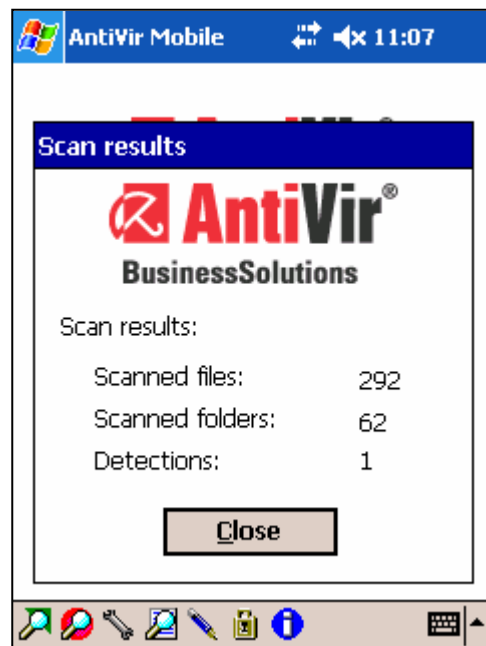 AntiVir Mobile 11:07
Scan results
AntiVir®
BusinessSolutions
Scan results:
Scanned files: 292
Scanned folders: 62
Detections: 1
Close